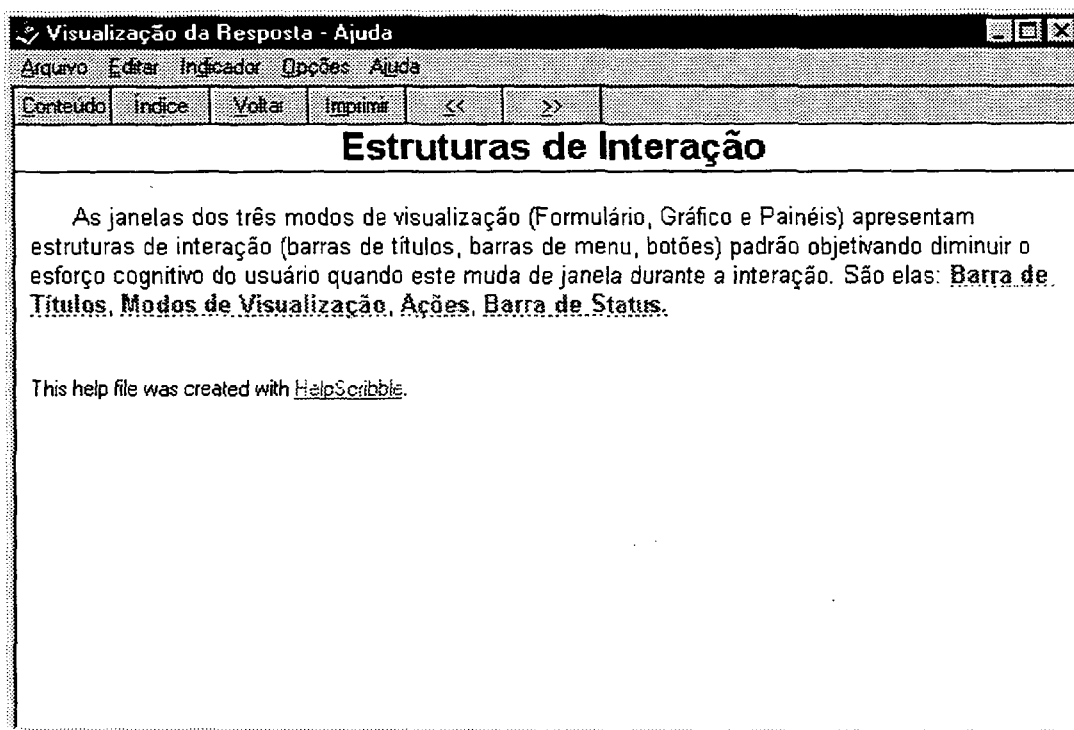 Visualização da Resposta - Ajuda
Arquivo Editar Indicador Opções Ajuda
Conteúdo Índice Voltar Imprimir << >>
Estruturas de Interação
As janelas dos três modos de visualização (Formulário, Gráfico e Painéis) apresentam
estruturas de interação (barras de títulos, barras de menu, botões) padrão objetivando diminuir o
esforço cognitivo do usuário quando este muda de janela durante a interação. São elas: Barra de
Títulos, Modos de Visualização, Ações, Barra de Status.
This help file was created with HelpScribble.